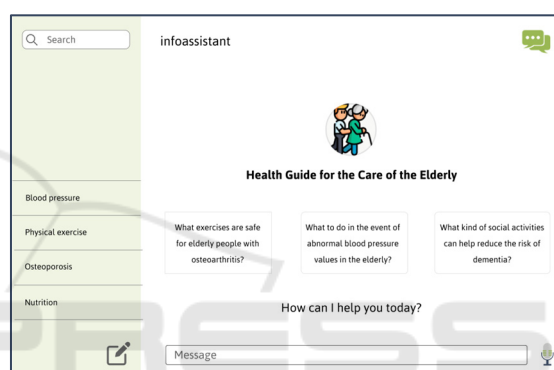 Search
infoassistant
Health Guide for the Care of the Elderly
Blood pressure
Physical exercise
Osteoporosis
Nutrition
What exercises are safe
for elderly people with
osteoarthritis?
What to do in the event of
abnormal blood pressure
values in the elderly?
What kind of social activities
can help reduce the risk of
dementia?
How can I help you today?
Message
PRESS